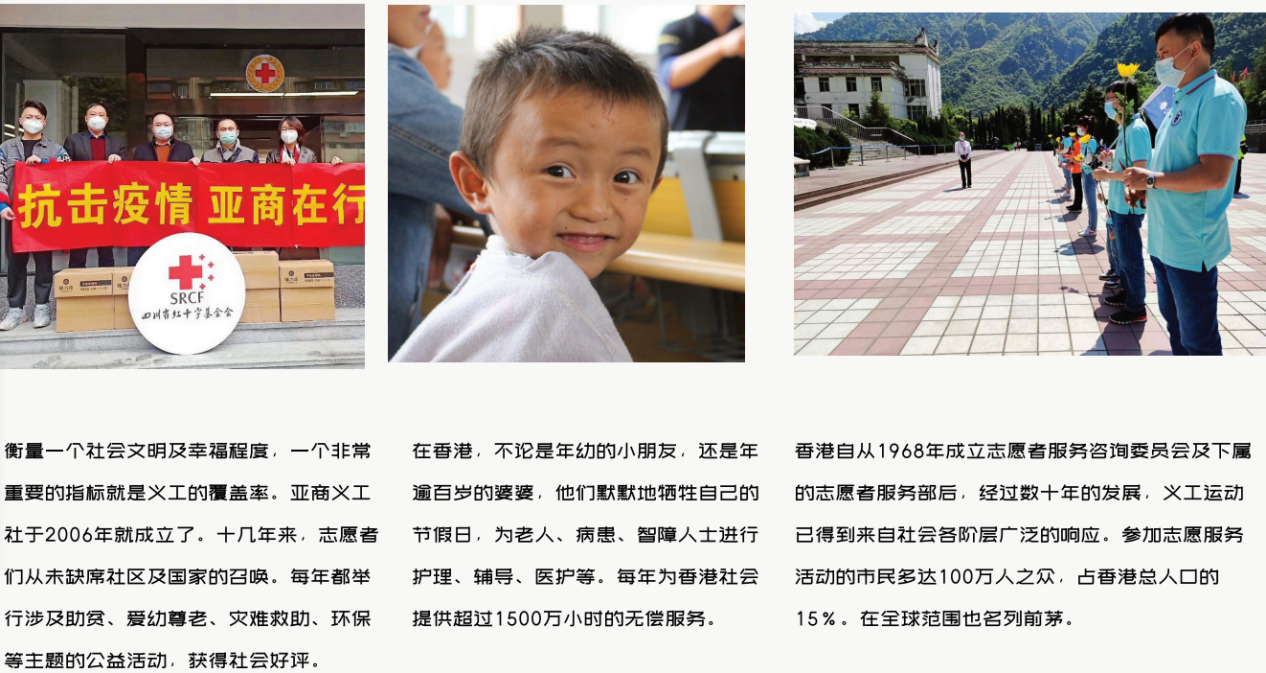 抗击疫情 亚商在行
SRCF
四川省红十字基金会
衡量一个社会文明及幸福程度，一个非常
重要的指标就是义工的覆盖率。亚商义工
社于2006年就成立了。十几年来，志愿者
们从未缺席社区及国家的召唤。每年都举
行涉及助贫、爱幼尊老、灾难救助、环保
等主题的公益活动，获得社会好评。
在香港，不论是年幼的小朋友，还是年
逾百岁的婆婆，他们默默地牺牲自己的
节假日，为老人、病患、智障人士进行
护理、辅导、医护等。每年为香港社会
提供超过1500万小时的无偿服务。
香港自从1968年成立志愿者服务咨询委员会及下属
的志愿者服务部后，经过数十年的发展，义工运动
已得到来自社会各阶层广泛的响应。参加志愿服务
活动的市民多达100万人之众，占香港总人口的
15%。在全球范围也名列前茅。